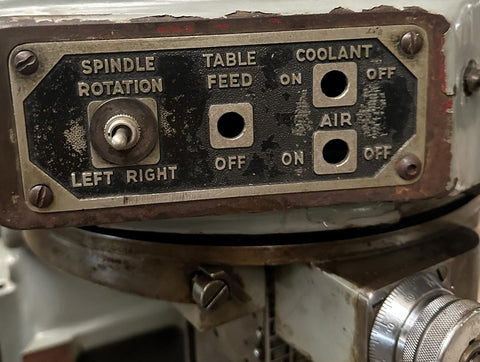 SPINDLE ROTATION
LEFT RIGHT
TABLE FEED
OFF
COOLANT
ON OFF
AIR
ON OFF